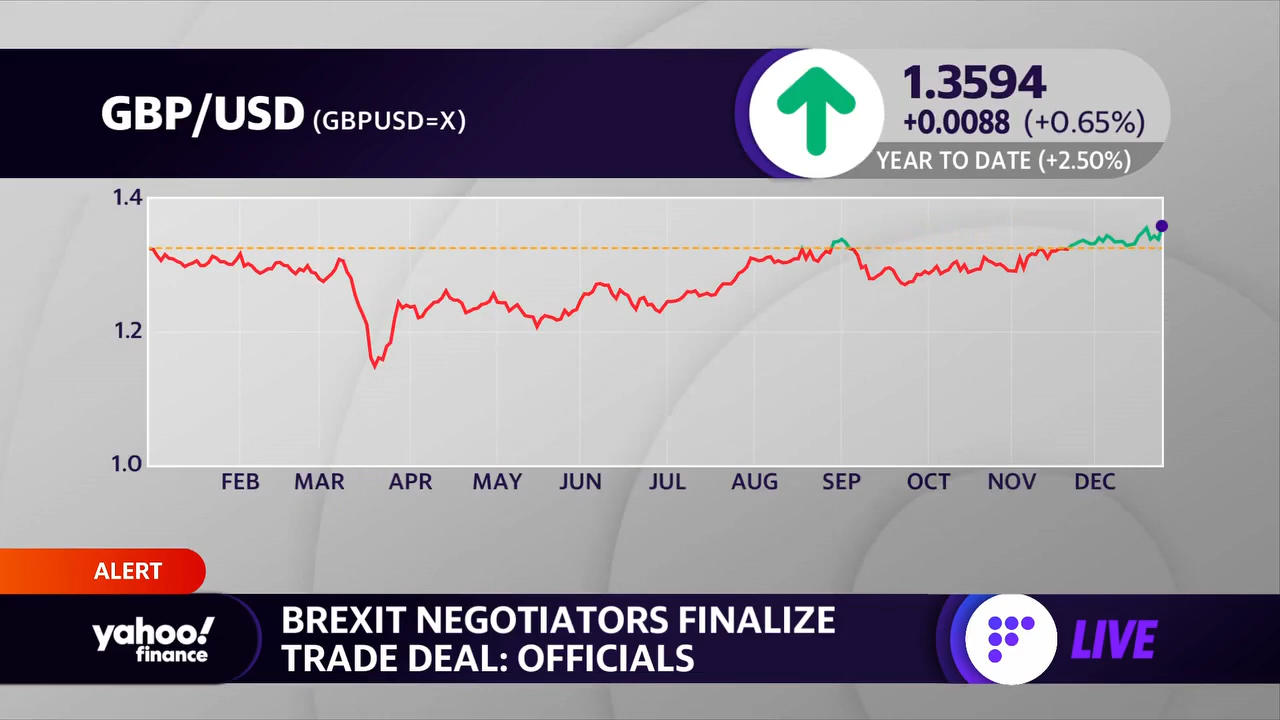 GBP/USD (GBPUSD=X)
1.3594
+0.0088 (+0.65%)
YEAR TO DATE (+2.50%)
1.4
1.2
1.0
FEB MAR APR MAY JUN JUL AUG SEP OCT NOV DEC
ALERT
yahoo!
finance
BREXIT NEGOTIATORS FINALIZE
TRADE DEAL: OFFICIALS
LIVE